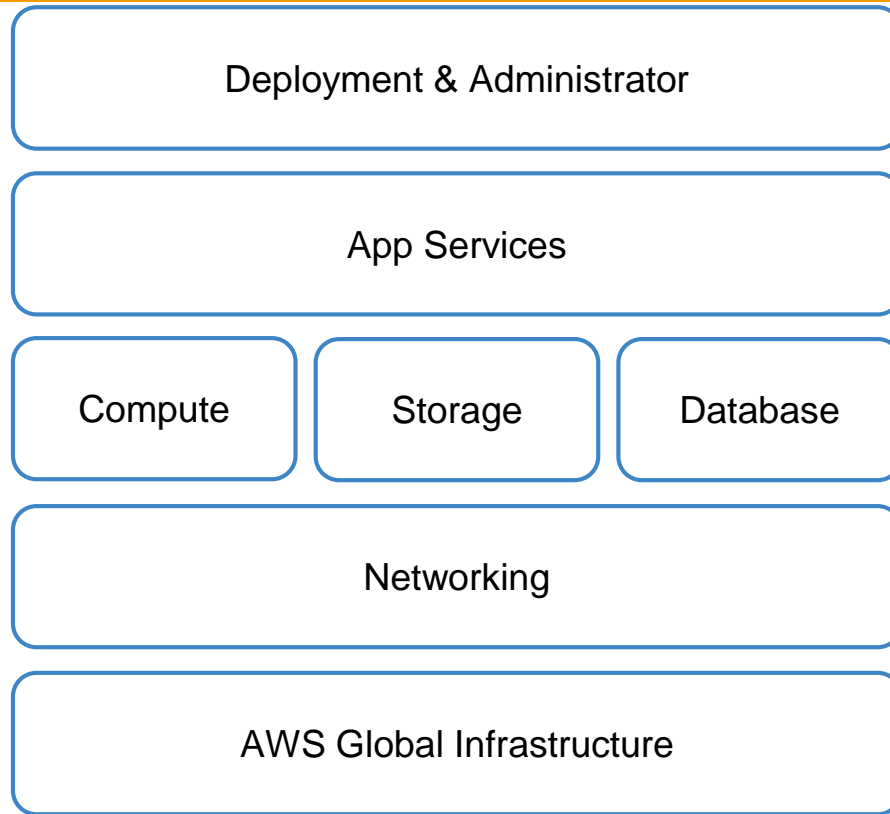 Deployment & Administrator
App Services
Compute Storage Database
Networking
AWS Global Infrastructure